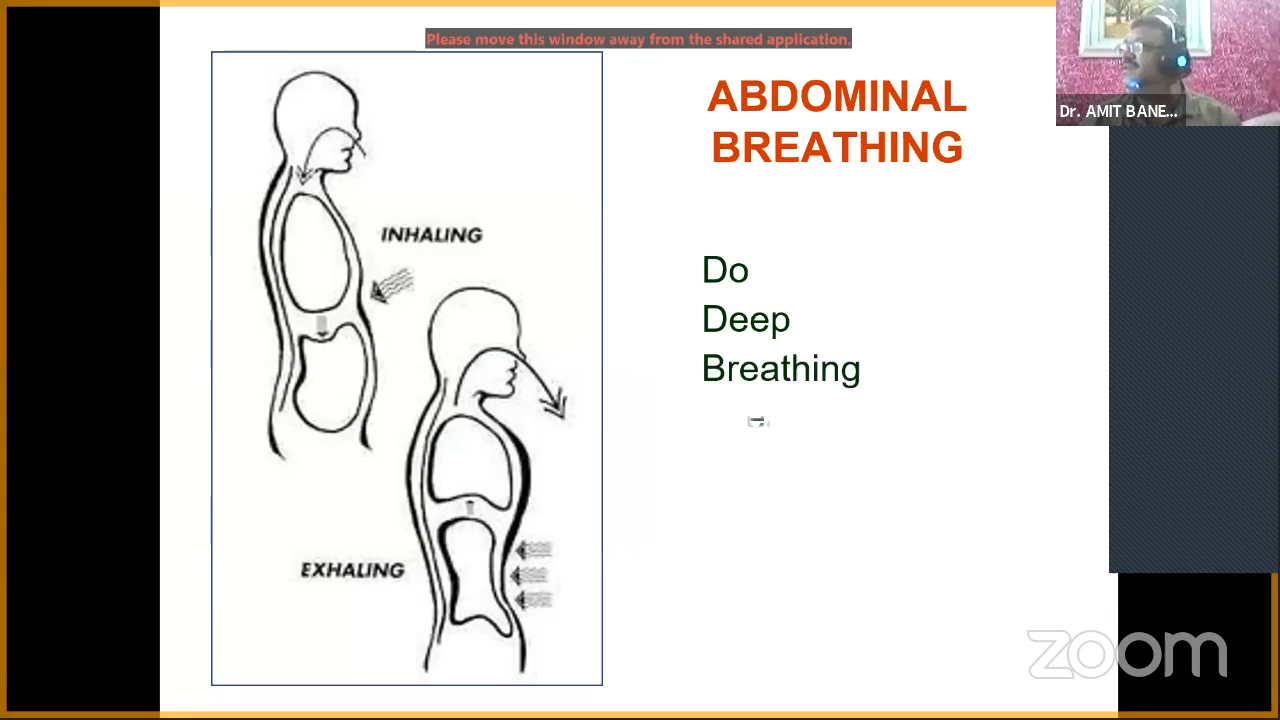 Please move this window away from the shared application.
ABDOMINAL
BREATHING
Dr. AMIT BANE...
INHALING
Do
Deep
Breathing
EXHALING
zoom